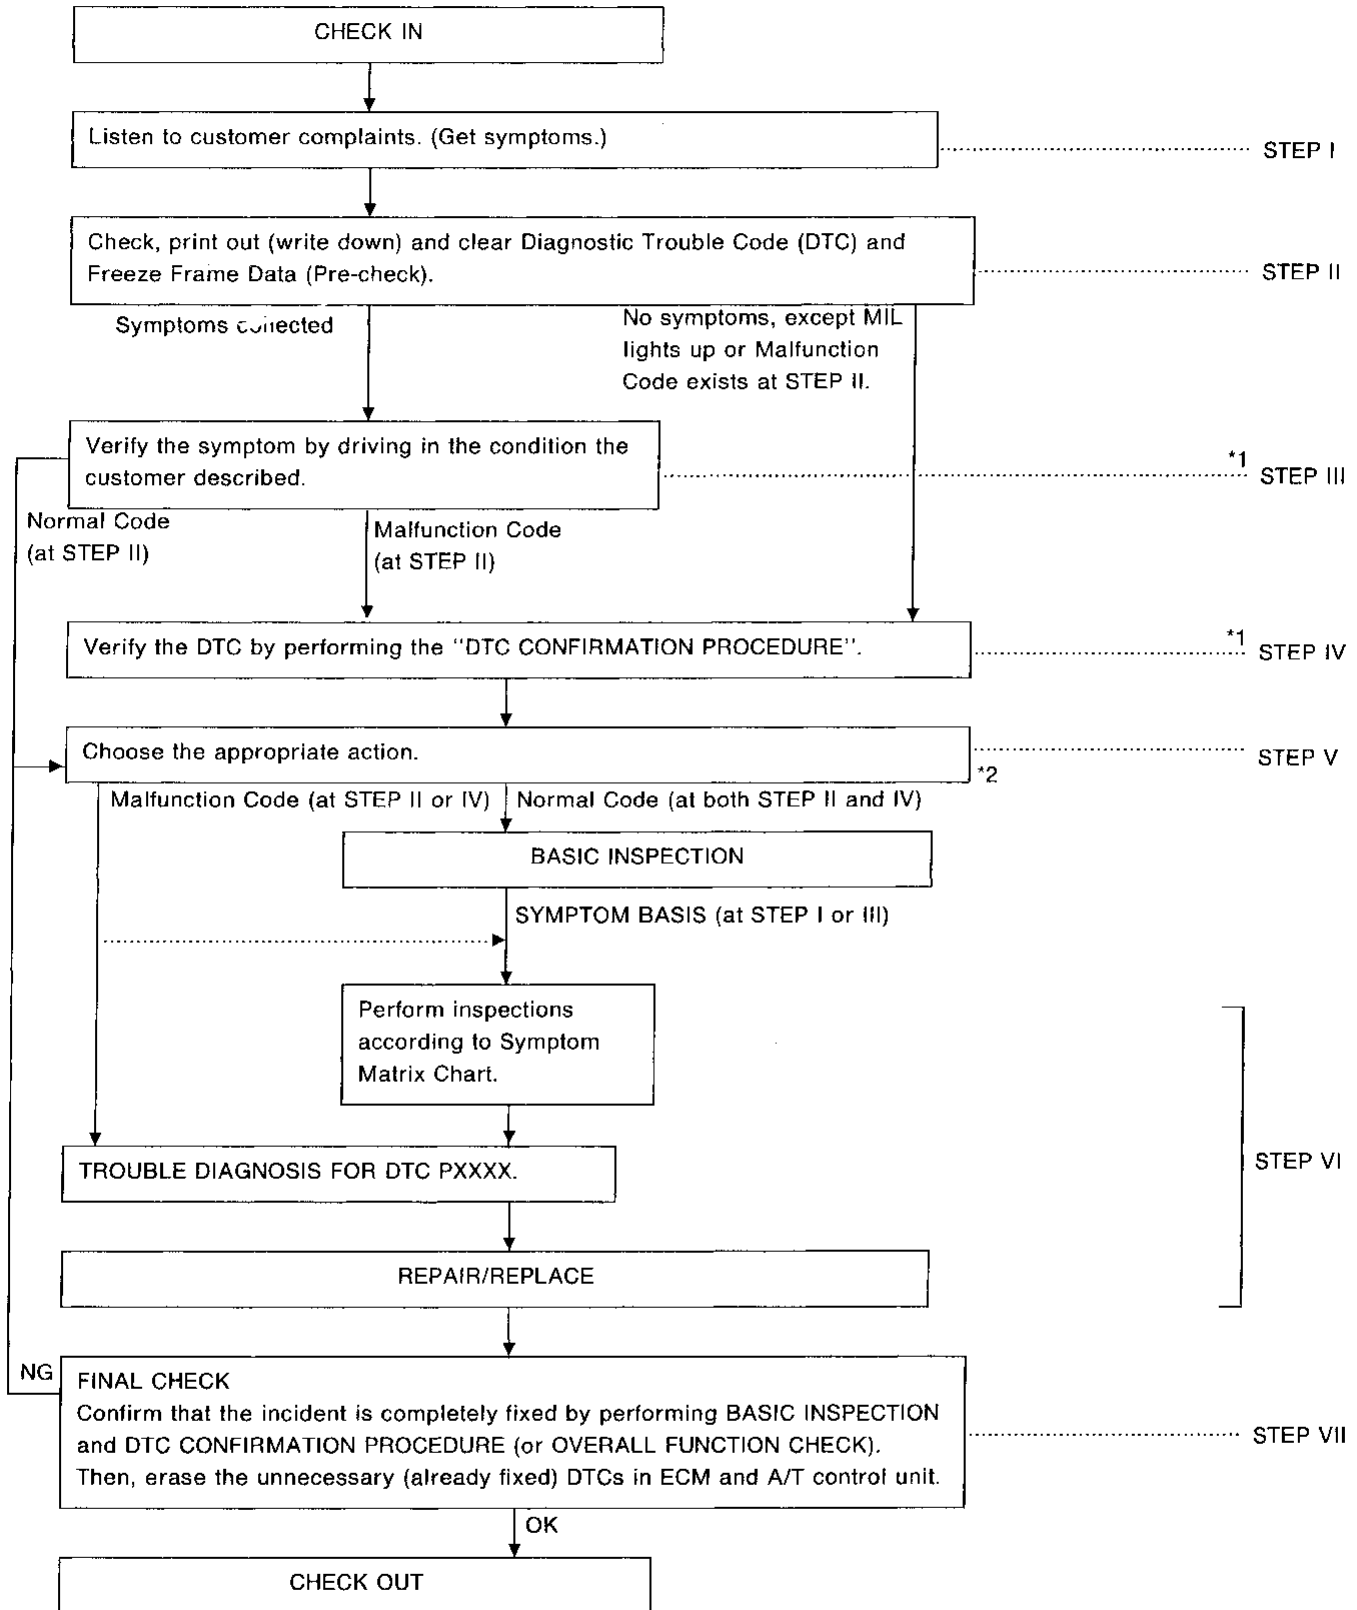 CHECK IN
Listen to customer complaints. (Get symptoms.)
STEP I
Check, print out (write down) and clear Diagnostic Trouble Code (DTC) and
Freeze Frame Data (Pre-check).
STEP II
Symptoms collected
No symptoms, except MIL
lights up or Malfunction
Code exists at STEP II.
Verify the symptom by driving in the condition the
customer described.
*1
STEP III
Normal Code
(at STEP II)
Malfunction Code
(at STEP II)
Verify the DTC by performing the "DTC CONFIRMATION PROCEDURE".
*1
STEP IV
Choose the appropriate action.
STEP V
*2
Malfunction Code (at STEP II or IV)
Normal Code (at both STEP II and IV)
BASIC INSPECTION
SYMPTOM BASIS (at STEP I or III)
Perform inspections
according to Symptom
Matrix Chart.
TROUBLE DIAGNOSIS FOR DTC PXXXX.
STEP VI
REPAIR/REPLACE
NG
FINAL CHECK
Confirm that the incident is completely fixed by performing BASIC INSPECTION
and DTC CONFIRMATION PROCEDURE (or OVERALL FUNCTION CHECK).
Then, erase the unnecessary (already fixed) DTCs in ECM and A/T control unit.
STEP VII
OK
CHECK OUT